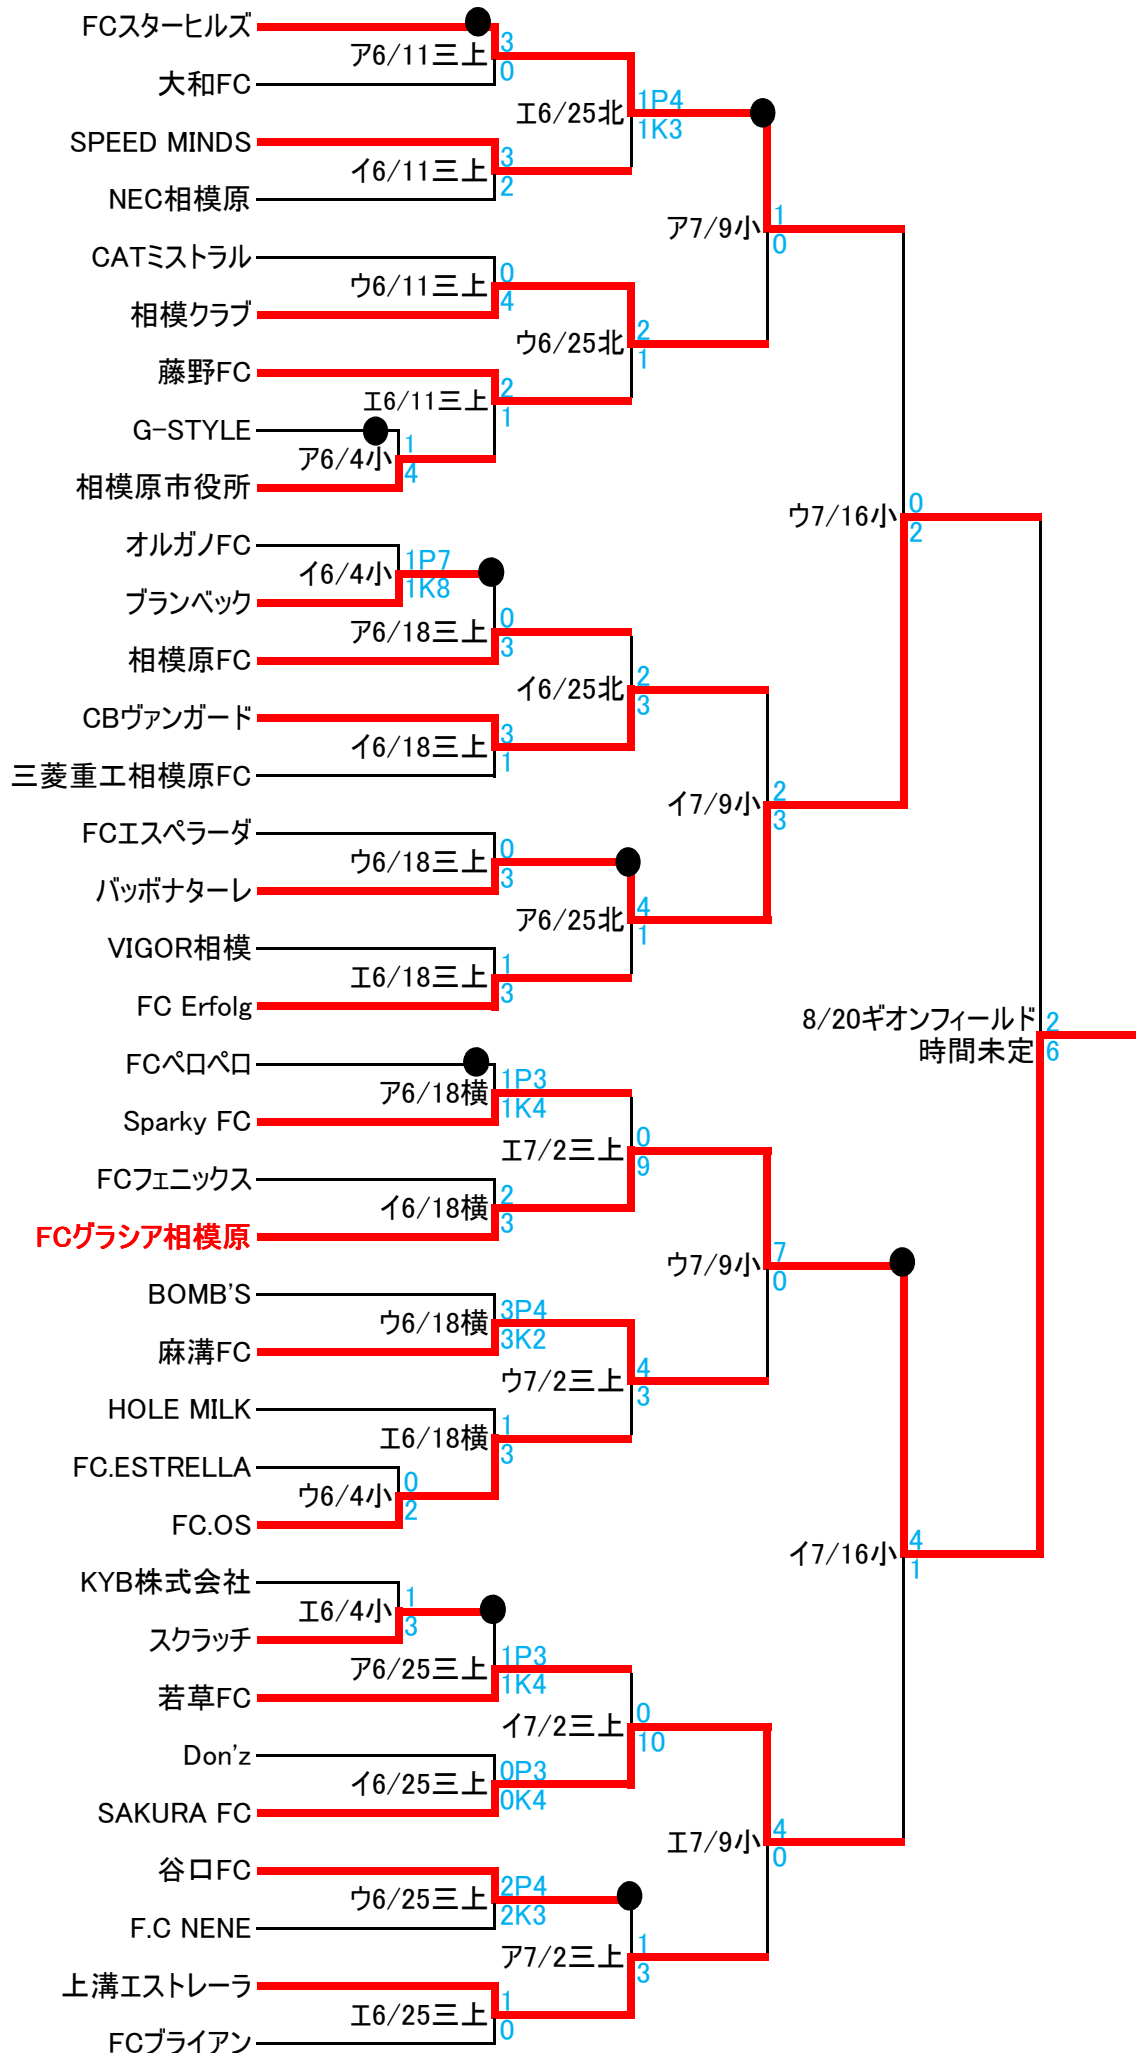 FCスターヒルズ
3
ア6/11三上
0
大和FC
1P4
エ6/25北
1K3
SPEED MINDS
3
イ6/11三上
2
NEC相模原
1
ア7/9小
0
CATミストラル
0
ウ6/11三上
4
相模クラブ
2
ウ6/25北
1
藤野FC
2
エ6/11三上
1
G-STYLE
1
ア6/4小
4
相模原市役所
0
ウ7/16小
2
オルガノFC
1P7
イ6/4小
1K8
ブランベック
0
ア6/18三上
3
相模原FC
2
イ6/25北
3
CBヴァンガード
3
イ6/18三上
1
三菱重工相模原FC
2
イ7/9小
3
FCエスペラーダ
0
ウ6/18三上
3
バッボナターレ
4
ア6/25北
1
VIGOR相模
1
エ6/18三上
3
FC Erfolg
8/20ギオンフィールド
2
時間未定
6
FCペロペロ
1P3
ア6/18横
1K4
Sparky FC
0
エ7/2三上
9
FCフェニックス
2
イ6/18横
3
FCグラシア相模原
7
ウ7/9小
0
BOMB'S
3P4
ウ6/18横
3K2
麻溝FC
4
ウ7/2三上
3
HOLE MILK
1
エ6/18横
3
FC.ESTRELLA
0
ウ6/4小
2
FC.OS
4
イ7/16小
1
KYB株式会社
1
エ6/4小
3
スクラッチ
1P3
ア6/25三上
1K4
若草FC
0
イ7/2三上
10
Don'z
0P3
イ6/25三上
0K4
SAKURA FC
4
エ7/9小
0
谷口FC
2P4
ウ6/25三上
2K3
F.C NENE
1
ア7/2三上
3
上溝エストレーラ
1
エ6/25三上
0
FCブライアン